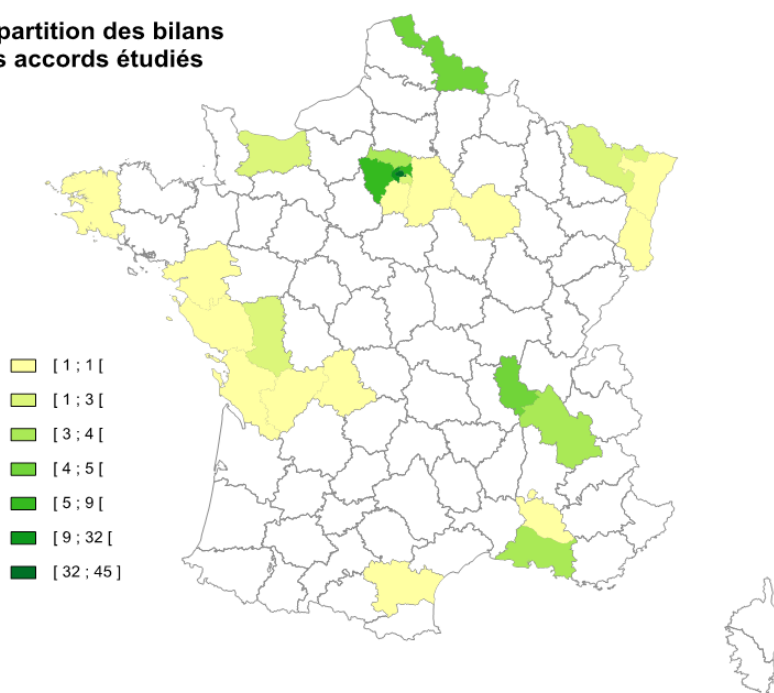 partition des bilans
s accords étudiés
[ 1 ; 1 [
[ 1 ; 3 [
[ 3 ; 4 [
[ 4 ; 5 [
[ 5 ; 9 [
[ 9 ; 32 [
[ 32 ; 45 ]